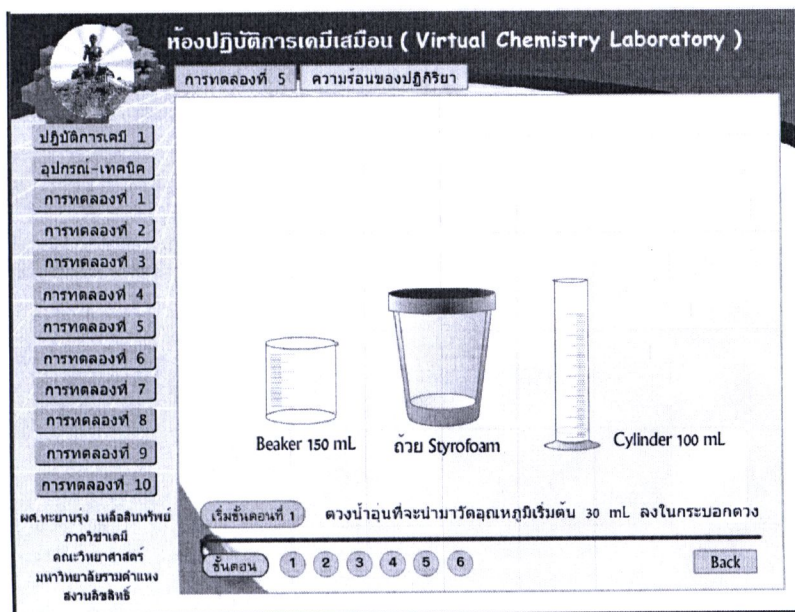 ห้องปฏิบัติการเคมีเสมือน ( Virtual Chemistry Laboratory )
การทดลองที่ 5 ความร้อนของปฏิกิริยา
ปฏิบัติการเคมี 1
อุปกรณ์-เทคนิค
การทดลองที่ 1
การทดลองที่ 2
การทดลองที่ 3
การทดลองที่ 4
การทดลองที่ 5
การทดลองที่ 6
การทดลองที่ 7
การทดลองที่ 8
การทดลองที่ 9
การทดลองที่ 10
ผศ.ทะยานรุ่ง เหลือสินทรัพย์
ภาควิชาเคมี
คณะวิทยาศาสตร์
มหาวิทยาลัยรามคำแหง
สงวนลิขสิทธิ์
Beaker 150 mL ถ้วย Styrofoam Cylinder 100 mL
เริ่มขั้นตอนที่ 1 ตวงน้ำอุ่นที่จะนำมาวัดอุณหภูมิเริ่มต้น 30 mL ลงในกระบอกตวง
ขั้นตอน 1 2 3 4 5 6 Back